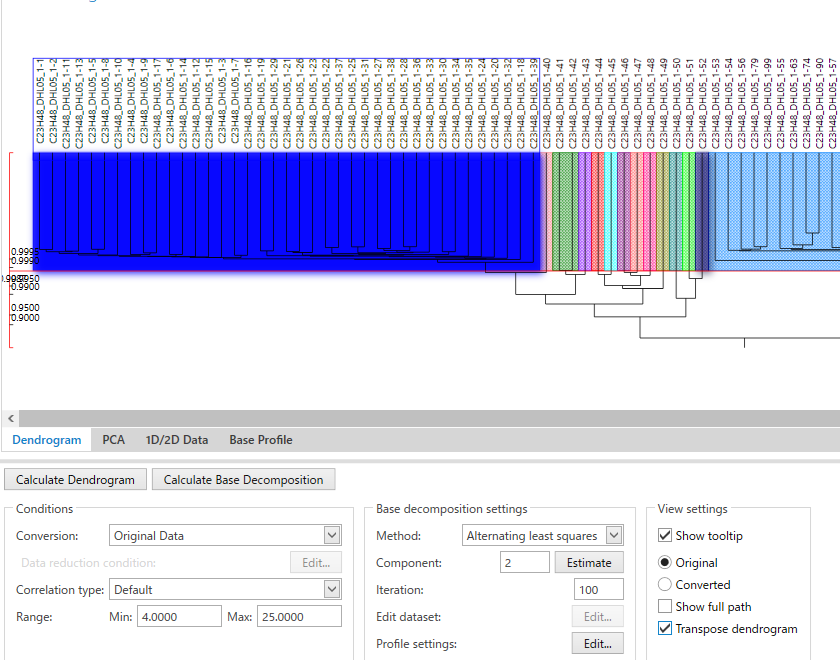 C23H48_DHL05_1-1
C23H48_DHL05_1-2
C23H48_DHL05_1-11
C23H48_DHL05_1-13
C23H48_DHL05_1-5
C23H48_DHL05_1-8
C23H48_DHL05_1-10
C23H48_DHL05_1-4
C23H48_DHL05_1-9
C23H48_DHL05_1-17
C23H48_DHL05_1-6
C23H48_DHL05_1-14
C23H48_DHL05_1-12
C23H48_DHL05_1-15
C23H48_DHL05_1-3
C23H48_DHL05_1-7
C23H48_DHL05_1-16
C23H48_DHL05_1-19
C23H48_DHL05_1-29
C23H48_DHL05_1-21
C23H48_DHL05_1-26
C23H48_DHL05_1-23
C23H48_DHL05_1-22
C23H48_DHL05_1-37
C23H48_DHL05_1-25
C23H48_DHL05_1-31
C23H48_DHL05_1-27
C23H48_DHL05_1-38
C23H48_DHL05_1-28
C23H48_DHL05_1-36
C23H48_DHL05_1-33
C23H48_DHL05_1-30
C23H48_DHL05_1-34
C23H48_DHL05_1-35
C23H48_DHL05_1-24
C23H48_DHL05_1-20
C23H48_DHL05_1-32
C23H48_DHL05_1-18
C23H48_DHL05_1-39
C23H48_DHL05_1-40
C23H48_DHL05_1-41
C23H48_DHL05_1-42
C23H48_DHL05_1-43
C23H48_DHL05_1-44
C23H48_DHL05_1-45
C23H48_DHL05_1-46
C23H48_DHL05_1-47
C23H48_DHL05_1-48
C23H48_DHL05_1-49
C23H48_DHL05_1-50
C23H48_DHL05_1-51
C23H48_DHL05_1-52
C23H48_DHL05_1-53
C23H48_DHL05_1-54
C23H48_DHL05_1-56
C23H48_DHL05_1-79
C23H48_DHL05_1-99
C23H48_DHL05_1-55
C23H48_DHL05_1-63
C23H48_DHL05_1-74
C23H48_DHL05_1-90
C23H48_DHL05_1-57
0.9995
0.9990
0.9900
0.9500
0.9000
Dendrogram PCA 1D/2D Data Base Profile
Calculate Dendrogram Calculate Base Decomposition
Conditions
Conversion: Original Data
Data reduction condition: Edit...
Correlation type: Default
Range: Min: 4.0000 Max: 25.0000
Base decomposition settings
Method: Alternating least squares
Component: 2 Estimate
Iteration: 100
Edit dataset: Edit...
Profile settings: Edit...
View settings
Show tooltip
Original
Converted
Show full path
Transpose dendrogram